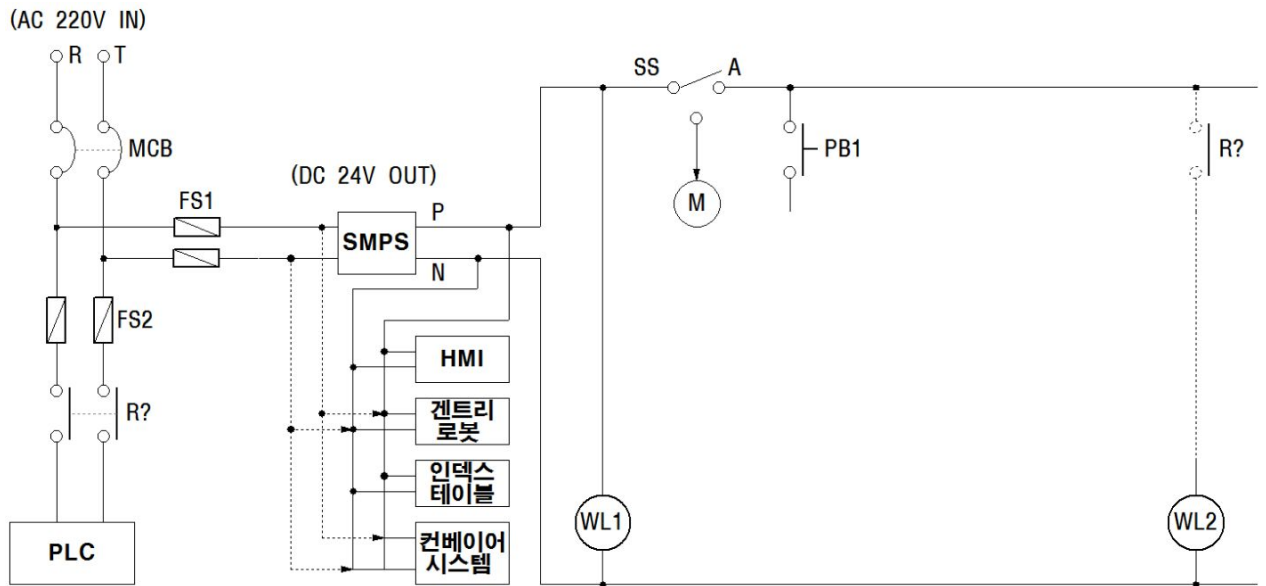 (AC 220V IN)
R
T
MCB
(DC 24V OUT)
FS1
SMPS
P
N
FS2
R?
PLC
HMI
겐트리
로봇
인덱스
테이블
컨베이어
시스템
SS
A
M
PB1
R?
WL1
WL2